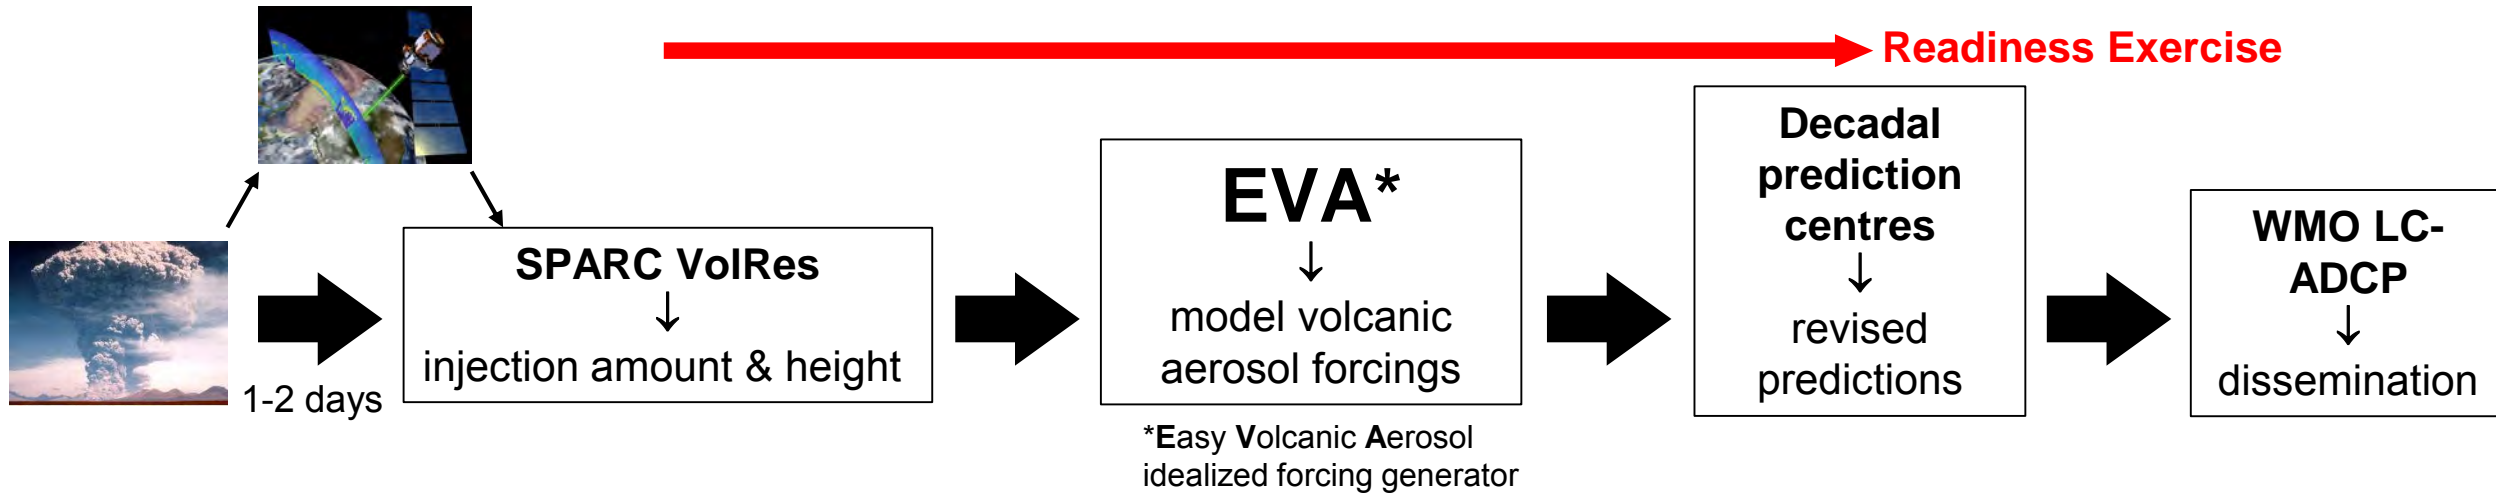 Readiness Exercise
1-2 days
SPARC VolRes
↓
injection amount & height
EVA*
↓
model volcanic
aerosol forcings
*Easy Volcanic Aerosol
idealized forcing generator
Decadal
prediction
centres
↓
revised
predictions
WMO LC-
ADCP
↓
dissemination